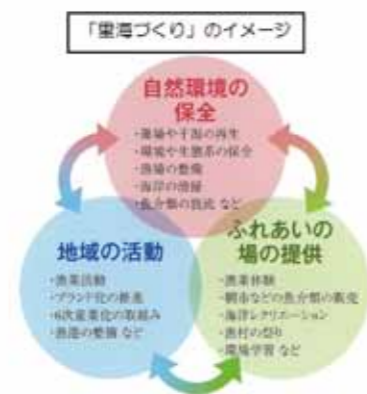 「里海づくり」のイメージ
自然環境の
保全
・藻場や干潟の再生
・環境や生態系の保全
・漁場の整備
・海洋の清掃
・魚介類の放流 など
地域の活動
・漁業活動
・ブランド化の推進
・6次産業化の取組み
・漁港の整備 など
ふれあいの
場の提供
・漁業体験
・朝市などの魚介類の販売
・海洋レクリエーション
・漁村の祭り
・環境学習 など